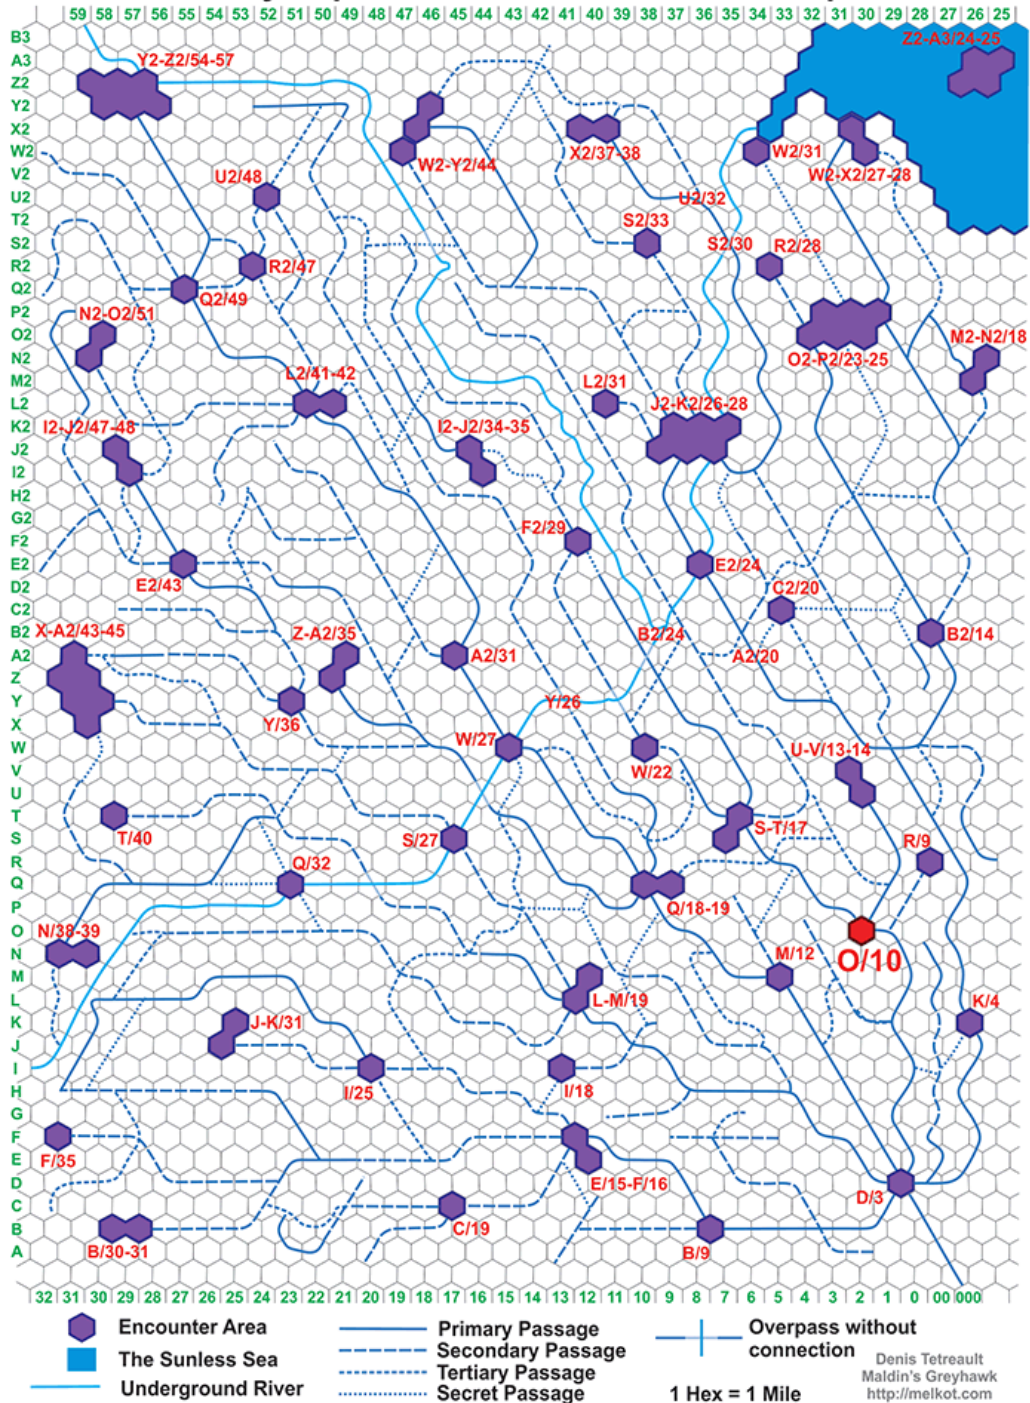 59 58 57 56 55 54 53 52 51 50 58 47 46 45 44 43 42 41 40 39 38 37 36 35 34 33 32 31 30 29 28 27 26 25
B3
A3
Z2
Y2
X2
W2
V2
U2
T2
S2
R2
Q2
P2
O2
N2
M2
L2
K2
J2
I2
H2
G2
F2
E2
D2
C2
B2
A2
Z
Y
X
W
V
U
T
S
R
Q
P
O
N
M
L
K
J
I
H
G
F
E
D
C
B
A
Z2-A3/24-25
Y2-Z2/54-57
W2-Y2/44
X2/37-38
W2/31
W2-X2/27-28
U2/48
U2/32
S2/33
S2/30
R2/28
R2/47
Q2/49
N2-O2/51
M2-N2/18
O2-P2/23-25
L2/41-42
L2/31
J2-K2/26-28
I2-J2/47-48
I2-J2/34-35
F2/29
E2/24
E2/43
C2/20
X-A2/43-45
Z-A2/35
B2/24
B2/14
A2/31
A2/20
Y/36
Y/26
W/27
W/22
U-V/13-14
T/40
S/27
S-T/17
R/9
Q/32
Q/18-19
N/38-39
O/10
M/12
L-M/19
K/4
J-K/31
I/25
I/18
F/35
E/15-F/16
D/3
C/19
B/30-31
B/9
32 31 30 29 28 27 26 25 24 23 22 21 20 19 18 17 16 15 14 13 12 11 10 9 8 7 6 5 4 3 2 1 0 00 000
Encounter Area
The Sunless Sea
Underground River
Primary Passage
Secondary Passage
Tertiary Passage
Secret Passage
Overpass without
connection
1 Hex = 1 Mile
Denis Tetreault
Maldin's Greyhawk
http://melkot.com